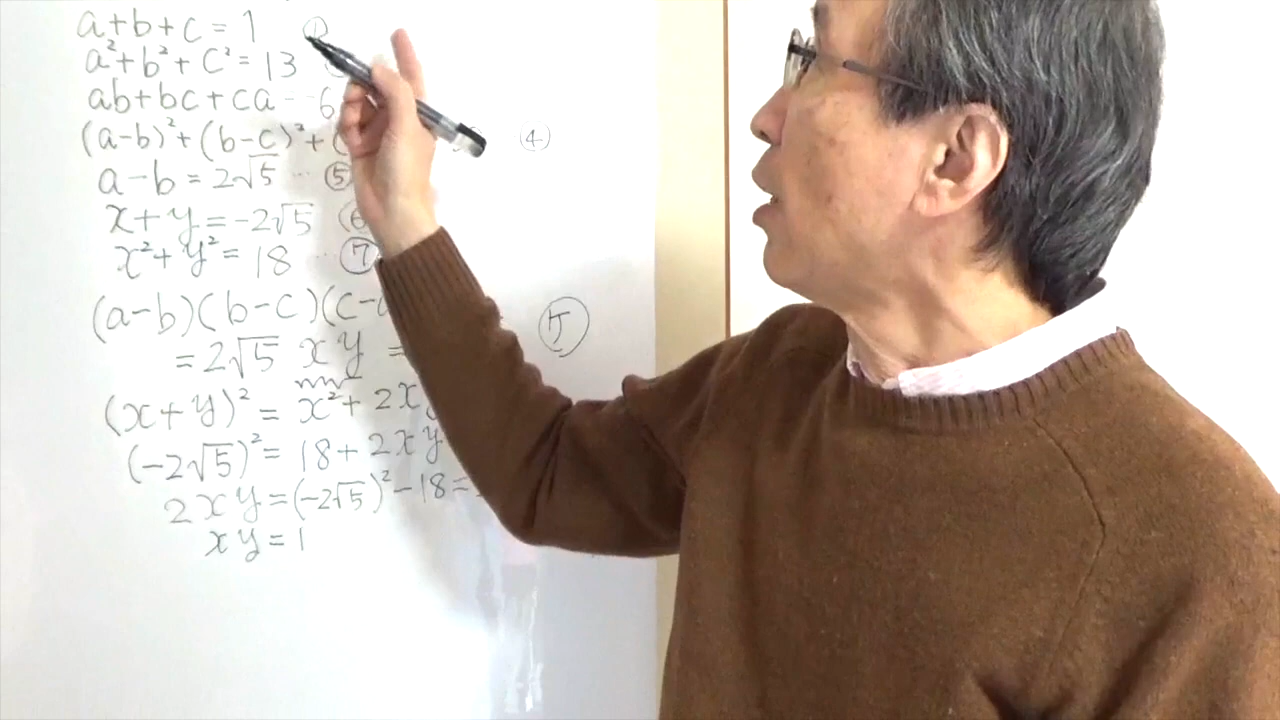 a+b+c=1 ①
a²+b²+c²=13
ab+bc+ca=-6
(a-b)²+(b-c)²+( ④
a-b=2√5 … ⑤
x+y=-2√5 ⑥
x²+y²=18 … ⑦
(a-b)(b-c)(c-
=2√5 xy =
(x+y)²=x²+2x
(-2√5)²=18+2xy
2xy=(-2√5)²-18=
xy=1